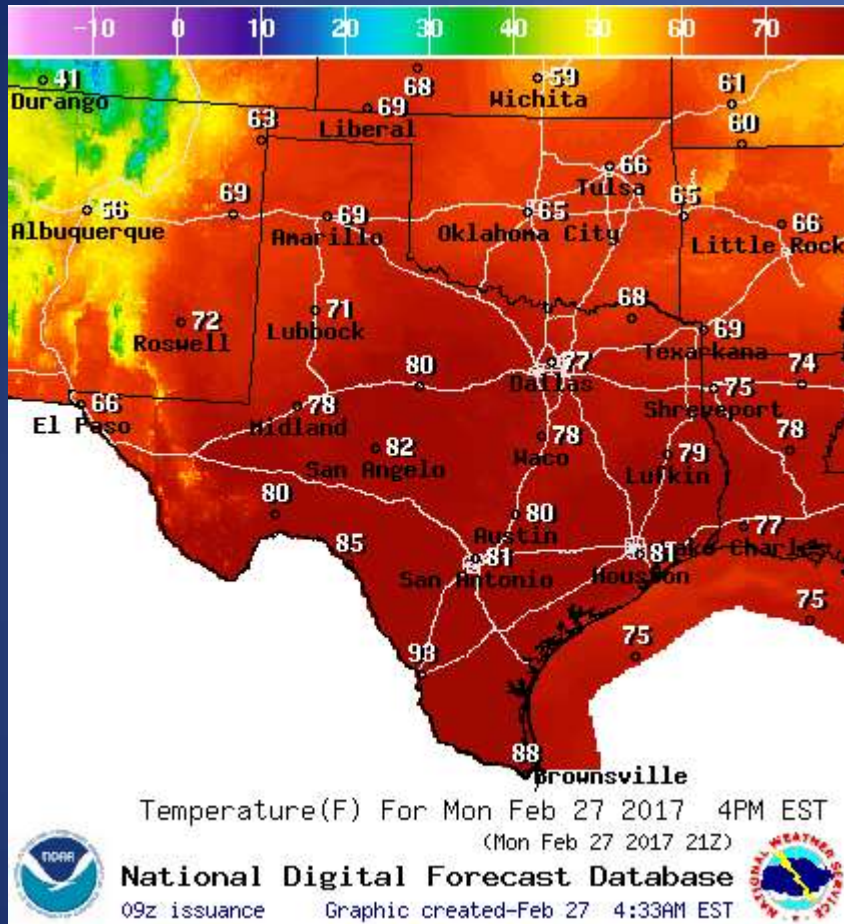 -10 0 10 20 30 40 50 60 70
41 68 59
Durango Wichita
69 61
Liberal
63 60
66
Tulsa
56 69 69 65 65 66
Albuquerque Amarillo Oklahoma City Little Rock
72 71 68
Roswell Lubbock
69
Texarkana
80 77 74
Dallas 75
66 78 Shreveport
El Paso Midland
82 78 79 78
San Angelo Waco Lufkin
80 80 77
Austin
85 81 81 Lake Charles
San Antonio Houston
75
75
93
88
Brownsville
Temperature(F) For Mon Feb 27 2017 4PM EST
(Mon Feb 27 2017 21Z)
NOAA
National Digital Forecast Database
NATIONAL WEATHER SERVICE
09z issuance Graphic created-Feb 27 4:33AM EST